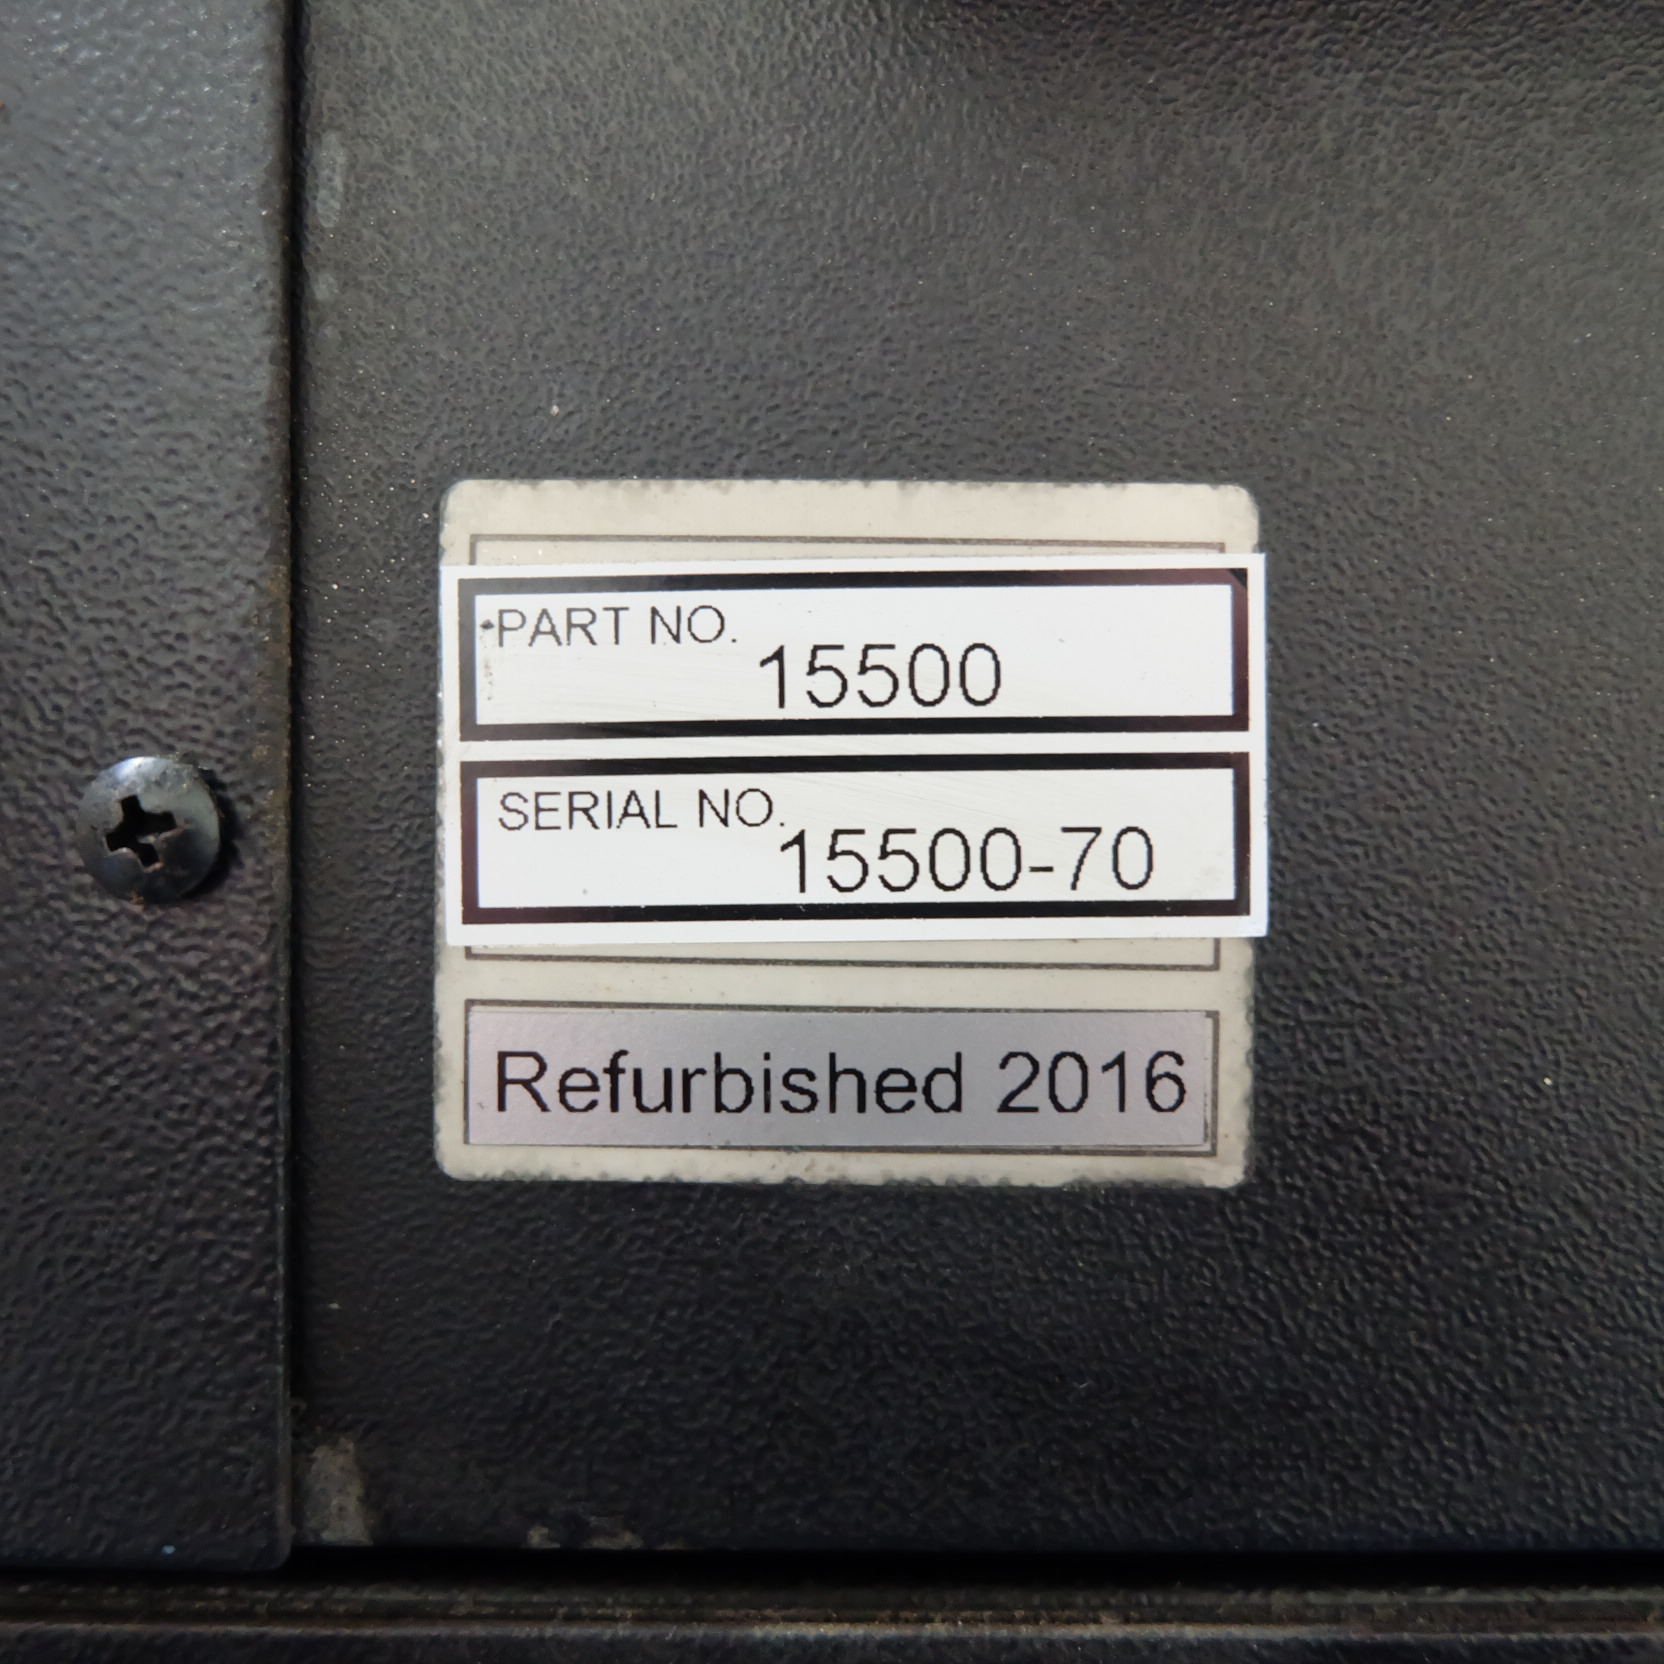 PART NO.
15500
SERIAL NO.
15500-70
Refurbished 2016